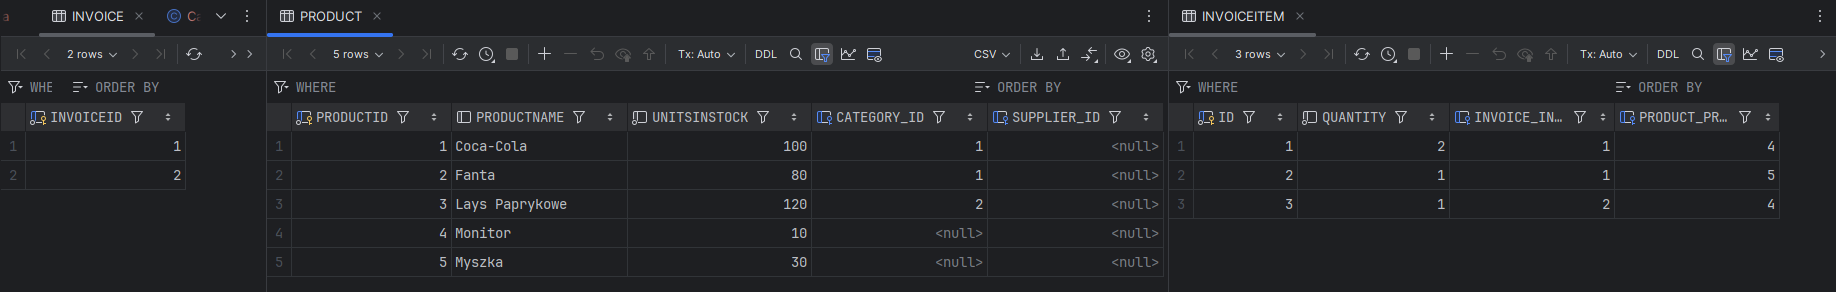 a INVOICE Ca
2 rows
WHE ORDER BY
INVOICEID
1 1
2 2
PRODUCT
5 rows Tx: Auto DDL CSV
WHERE ORDER BY
PRODUCTID PRODUCTNAME UNITSINSTOCK CATEGORY_ID SUPPLIER_ID
1 1 Coca-Cola 100 1 <null>
2 2 Fanta 80 1 <null>
3 3 Lays Paprykowe 120 2 <null>
4 4 Monitor 10 <null> <null>
5 5 Myszka 30 <null> <null>
INVOICEITEM
3 rows Tx: Auto DDL
WHERE ORDER BY
ID QUANTITY INVOICE_IN... PRODUCT_PR...
1 1 2 1 4
2 2 1 1 5
3 3 1 2 4